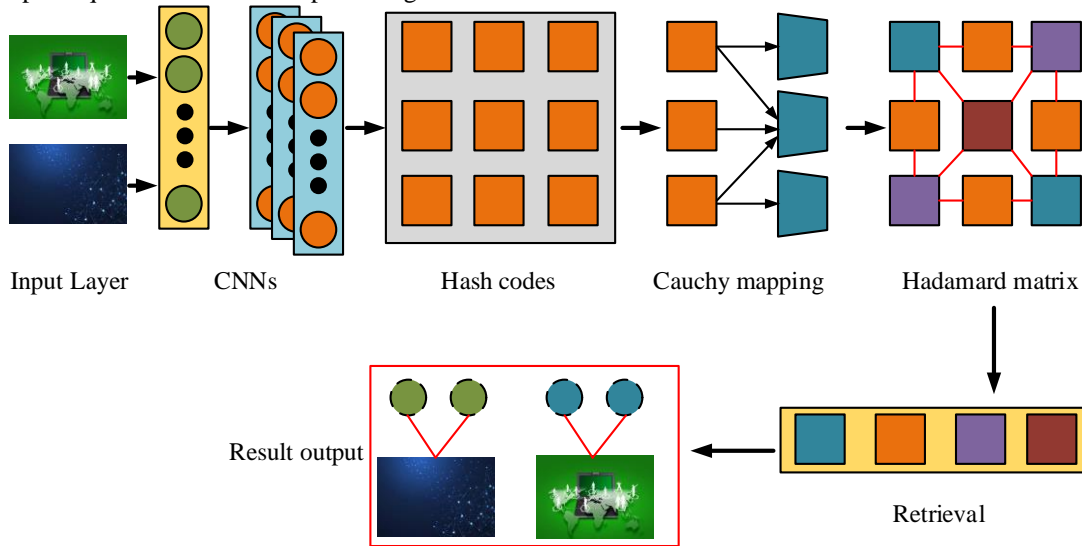 Input Layer
CNNs
Hash codes
Cauchy mapping
Hadamard matrix
Result output
Retrieval